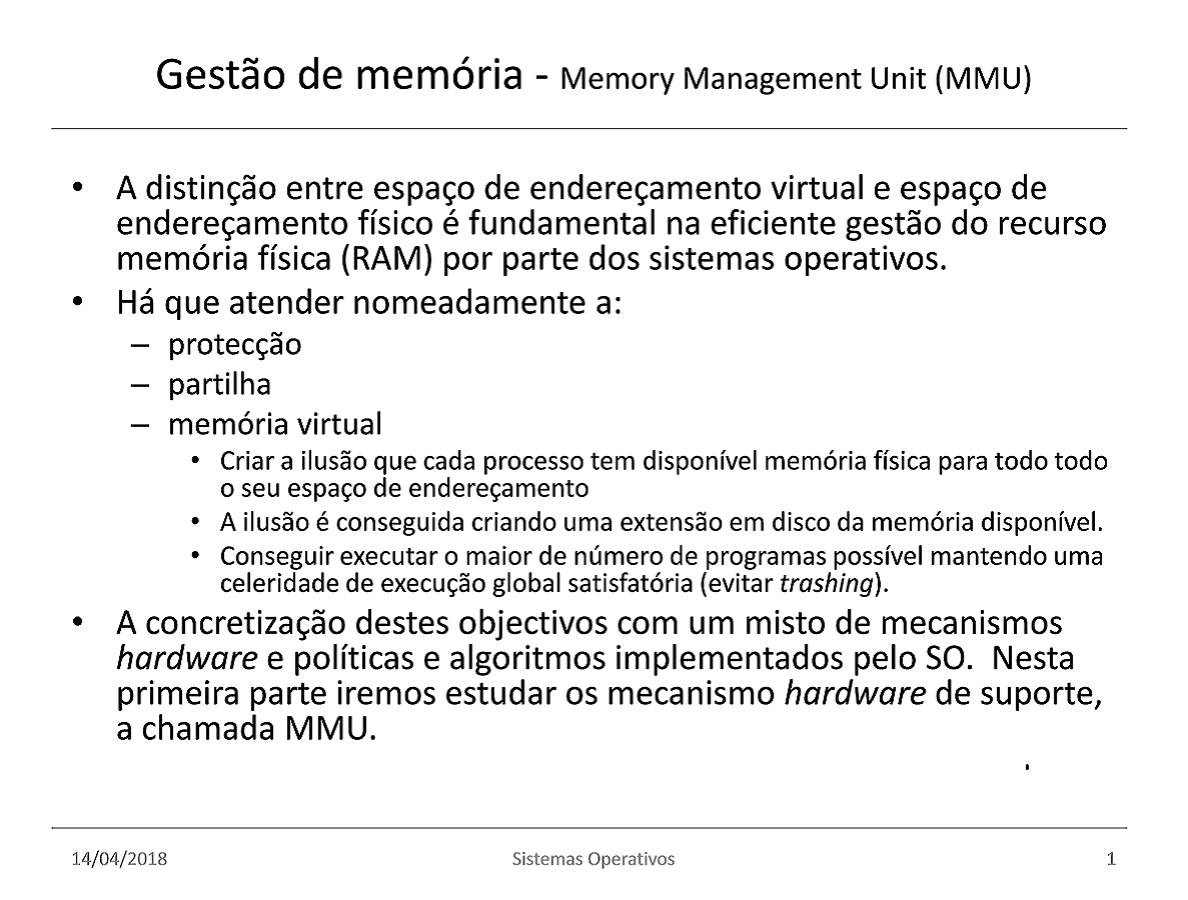 Gestão de memória - Memory Management Unit (MMU)
• A distinção entre espaço de endereçamento virtual e espaço de
endereçamento físico é fundamental na eficiente gestão do recurso
memória física (RAM) por parte dos sistemas operativos.
• Há que atender nomeadamente a:
– protecção
– partilha
– memória virtual
• Criar a ilusão que cada processo tem disponível memória física para todo todo
o seu espaço de endereçamento
• A ilusão é conseguida criando uma extensão em disco da memória disponível.
• Conseguir executar o maior de número de programas possível mantendo uma
celeridade de execução global satisfatória (evitar trashing).
• A concretização destes objectivos com um misto de mecanismos
hardware e políticas e algoritmos implementados pelo SO. Nesta
primeira parte iremos estudar os mecanismo hardware de suporte,
a chamada MMU.
14/04/2018 Sistemas Operativos 1